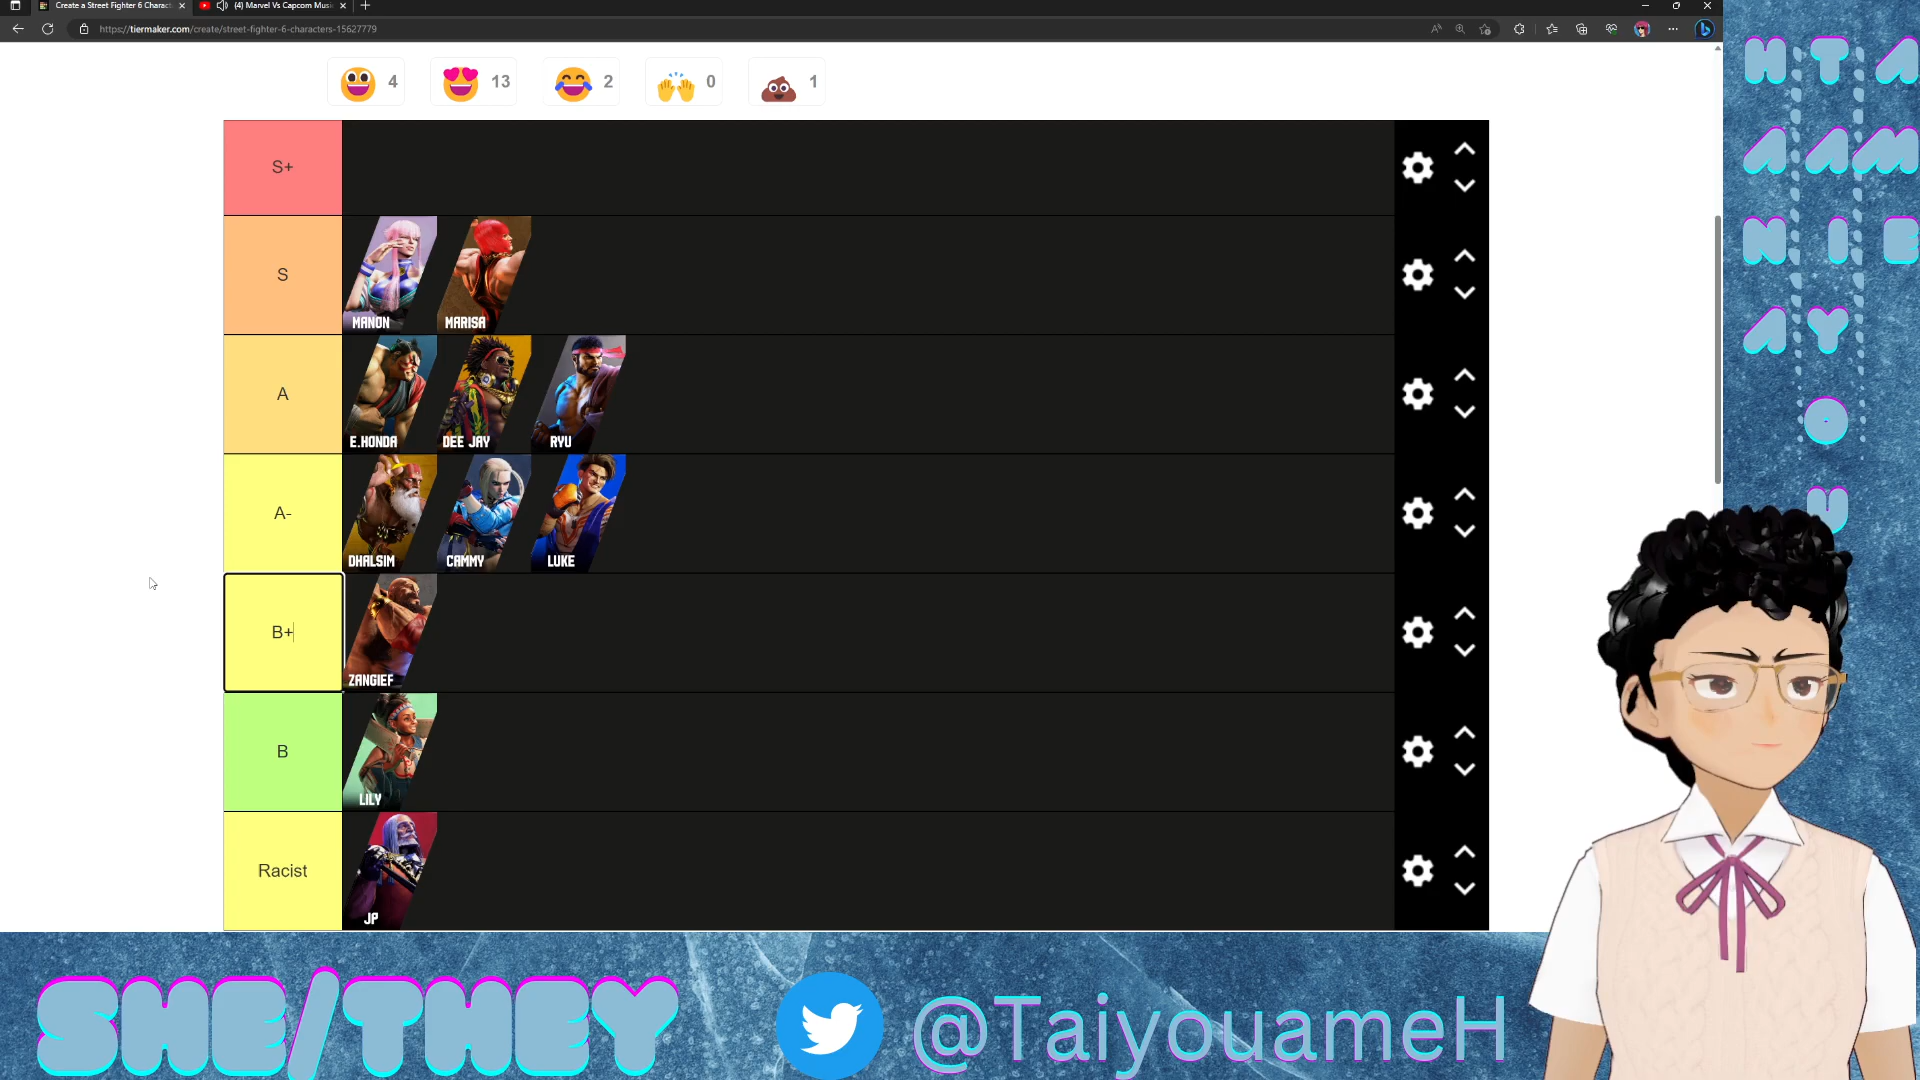 Create a Street Fighter 6 Charact
(4) Marvel Vs Capcom Musi
https://tiermaker.com/create/street-fighter-6-characters-15627779
4
13
2
0
1
S+
S
MANON
MARISA
A
E.HONDA
DEE JAY
RYU
A-
DHALSIM
CAMMY
LUKE
B+
ZANGIEF
B
LILY
Racist
JP
H T A
A A M
N I E
A Y
O
U
SHE/THEY
@TaiyouameH